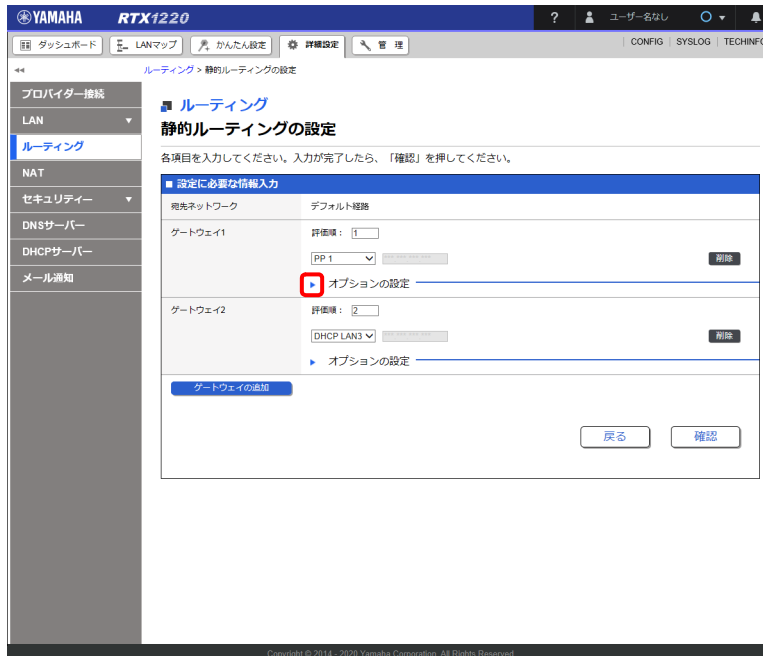 YAMAHA RTX1220 ? ユーザー名なし
ダッシュボード LANマップ かんたん設定 詳細設定 管 理 CONFIG SYSLOG TECHINFO
ルーティング > 静的ルーティングの設定
プロバイダー接続
LAN
ルーティング
NAT
セキュリティー
DNSサーバー
DHCPサーバー
メール通知
ルーティング
静的ルーティングの設定
各項目を入力してください。入力が完了したら、「確認」を押してください。
■ 設定に必要な情報入力
宛先ネットワーク デフォルト経路
ゲートウェイ1 評価順： 1
PP 1 削除
オプションの設定
ゲートウェイ2 評価順： 2
DHCP LAN3 削除
オプションの設定
ゲートウェイの追加
戻る 確認
Copyright © 2014 - 2020 Yamaha Corporation. All Rights Reserved.